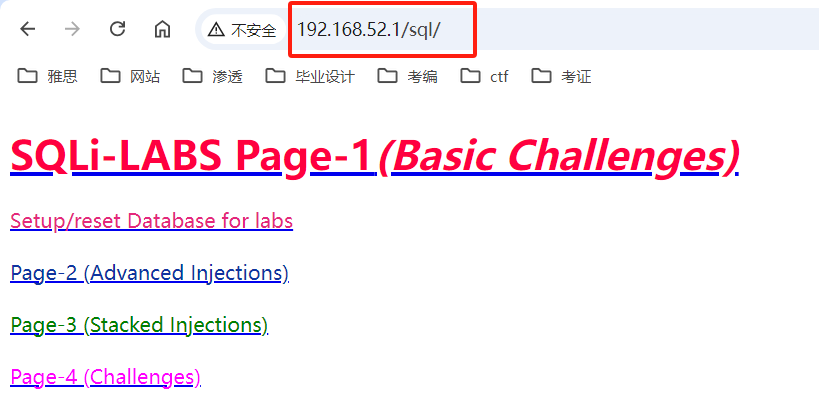 不安全 192.168.52.1/sql/
雅思 网站 渗透 毕业设计 考编 ctf 考证
SQLi-LABS Page-1(Basic Challenges)
Setup/reset Database for labs
Page-2 (Advanced Injections)
Page-3 (Stacked Injections)
Page-4 (Challenges)